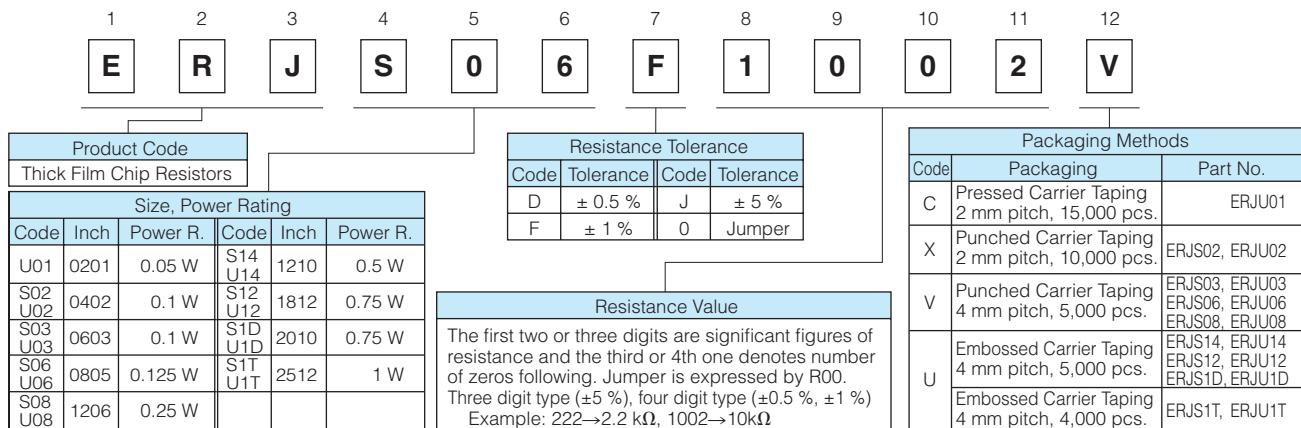 1 2 3 4 5 6 7 8 9 10 11 12
E R J S 0 6 F 1 0 0 2 V
Product Code
Thick Film Chip Resistors
Size, Power Rating
Code Inch Power R. Code Inch Power R.
U01 0201 0.05 W S14 U14 1210 0.5 W
S02 U02 0402 0.1 W S12 U12 1812 0.75 W
S03 U03 0603 0.1 W S1D U1D 2010 0.75 W
S06 U06 0805 0.125 W S1T U1T 2512 1 W
S08 U08 1206 0.25 W
Resistance Tolerance
Code Tolerance Code Tolerance
D ± 0.5 % J ± 5 %
F ± 1 % 0 Jumper
Resistance Value
The first two or three digits are significant figures of
resistance and the third or 4th one denotes number
of zeros following. Jumper is expressed by R00.
Three digit type (±5 %), four digit type (±0.5 %, ±1 %)
Example: 222→2.2 kΩ, 1002→10kΩ
Packaging Methods
Code Packaging Part No.
C Pressed Carrier Taping
2 mm pitch, 15,000 pcs. ERJU01
X Punched Carrier Taping
2 mm pitch, 10,000 pcs. ERJS02, ERJU02
V Punched Carrier Taping
4 mm pitch, 5,000 pcs.
ERJS03, ERJU03
ERJS06, ERJU06
ERJS08, ERJU08
U Embossed Carrier Taping
4 mm pitch, 5,000 pcs.
ERJS14, ERJU14
ERJS12, ERJU12
ERJS1D, ERJU1D
Embossed Carrier Taping
4 mm pitch, 4,000 pcs. ERJS1T, ERJU1T